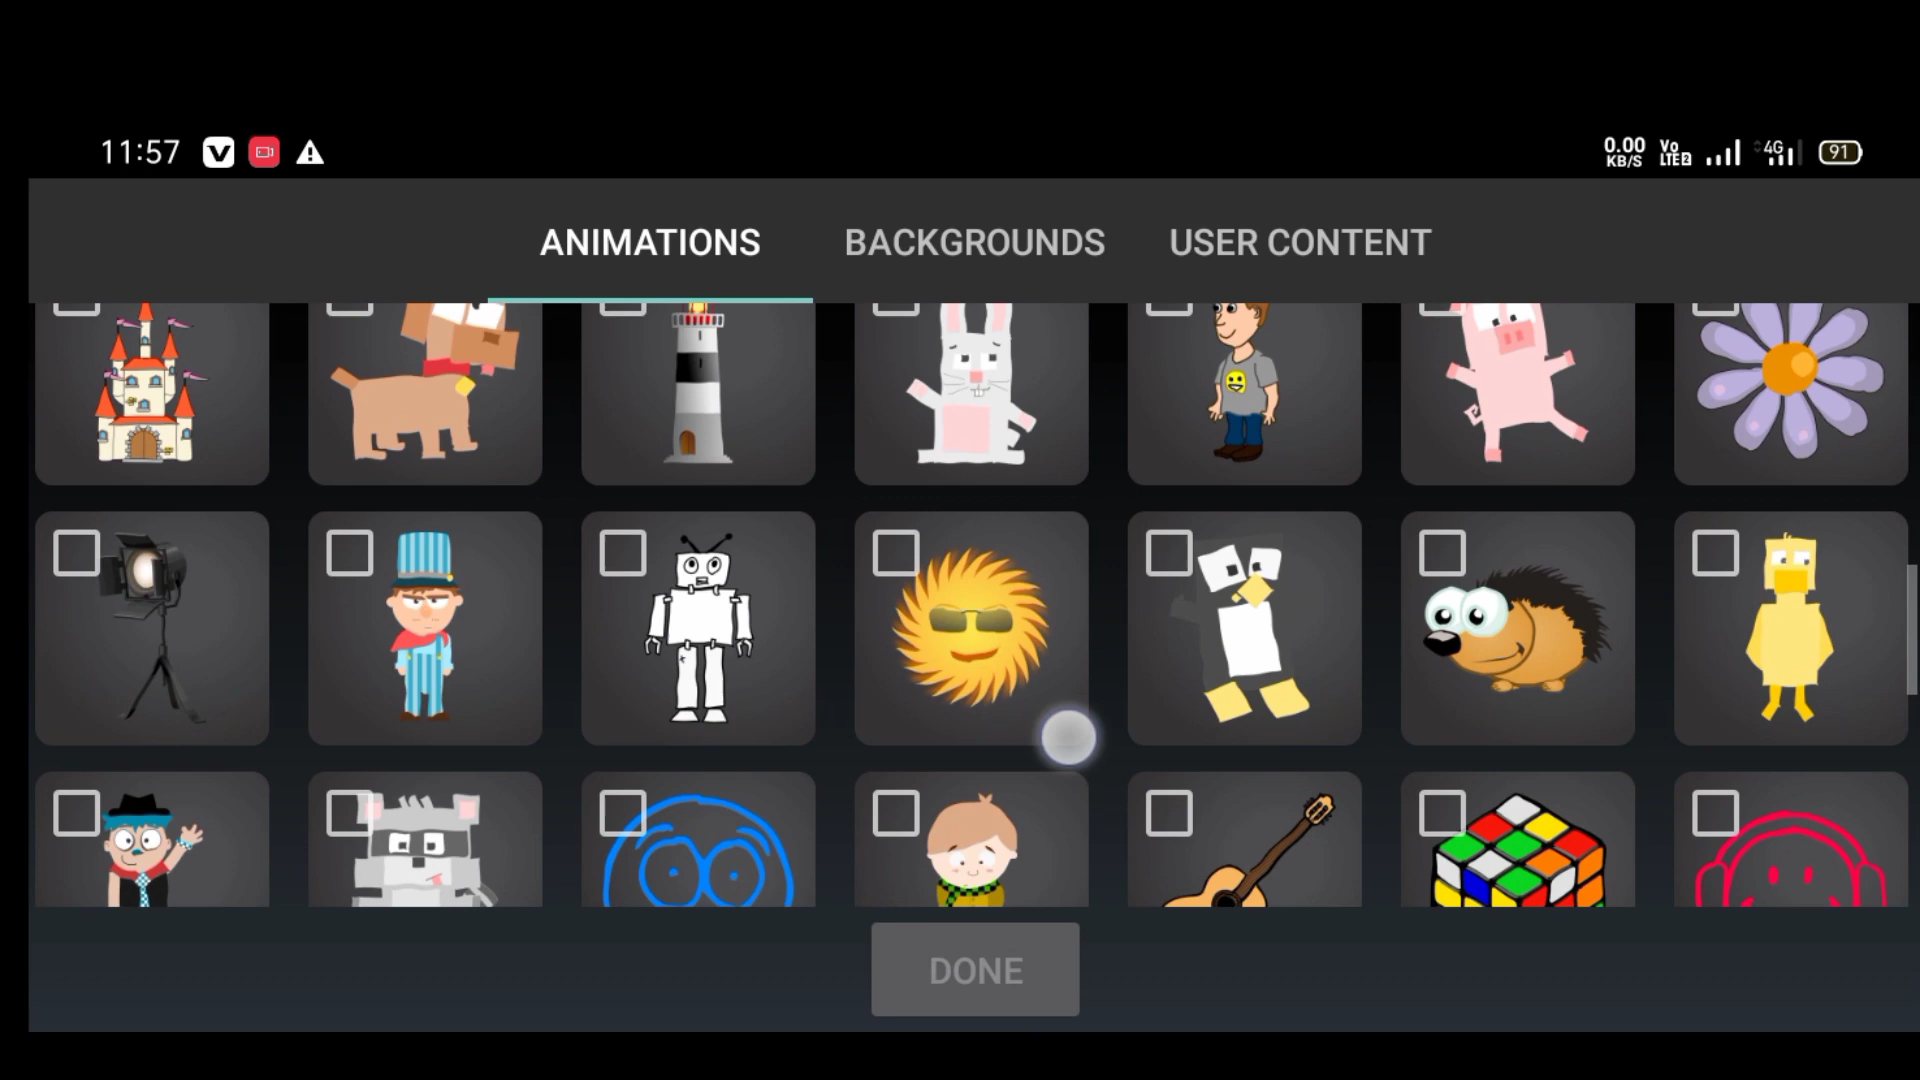 11:57 0.00 KB/S Vo LTE2 4G 91
ANIMATIONS BACKGROUNDS USER CONTENT
DONE